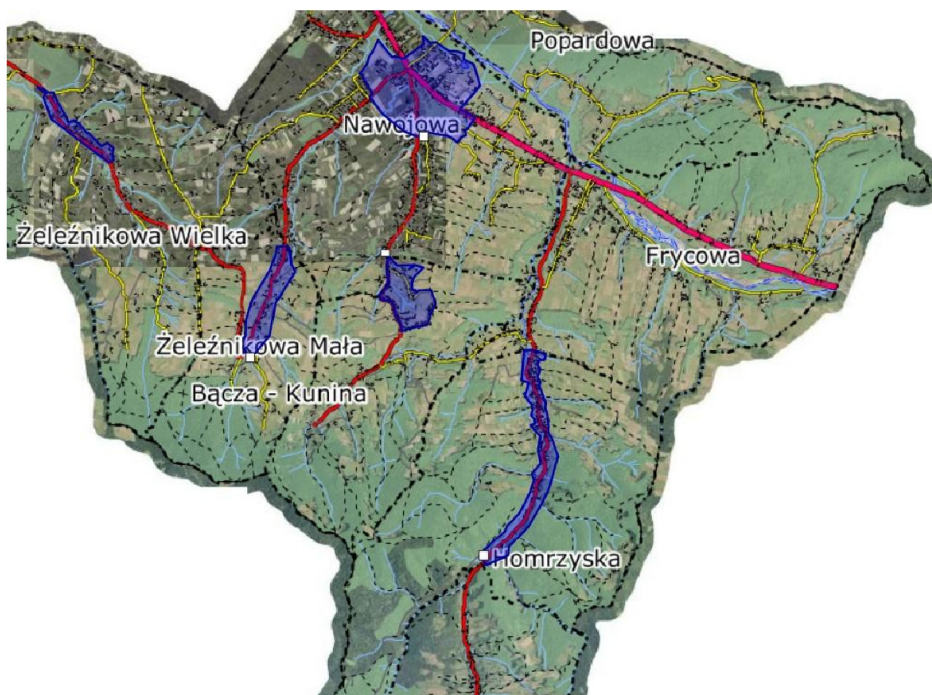 Popardowa
Nawojowa
Żeleźnikowa Wielka
Frycowa
Żeleźnikowa Mała
Bącza - Kunina
Homrzyska